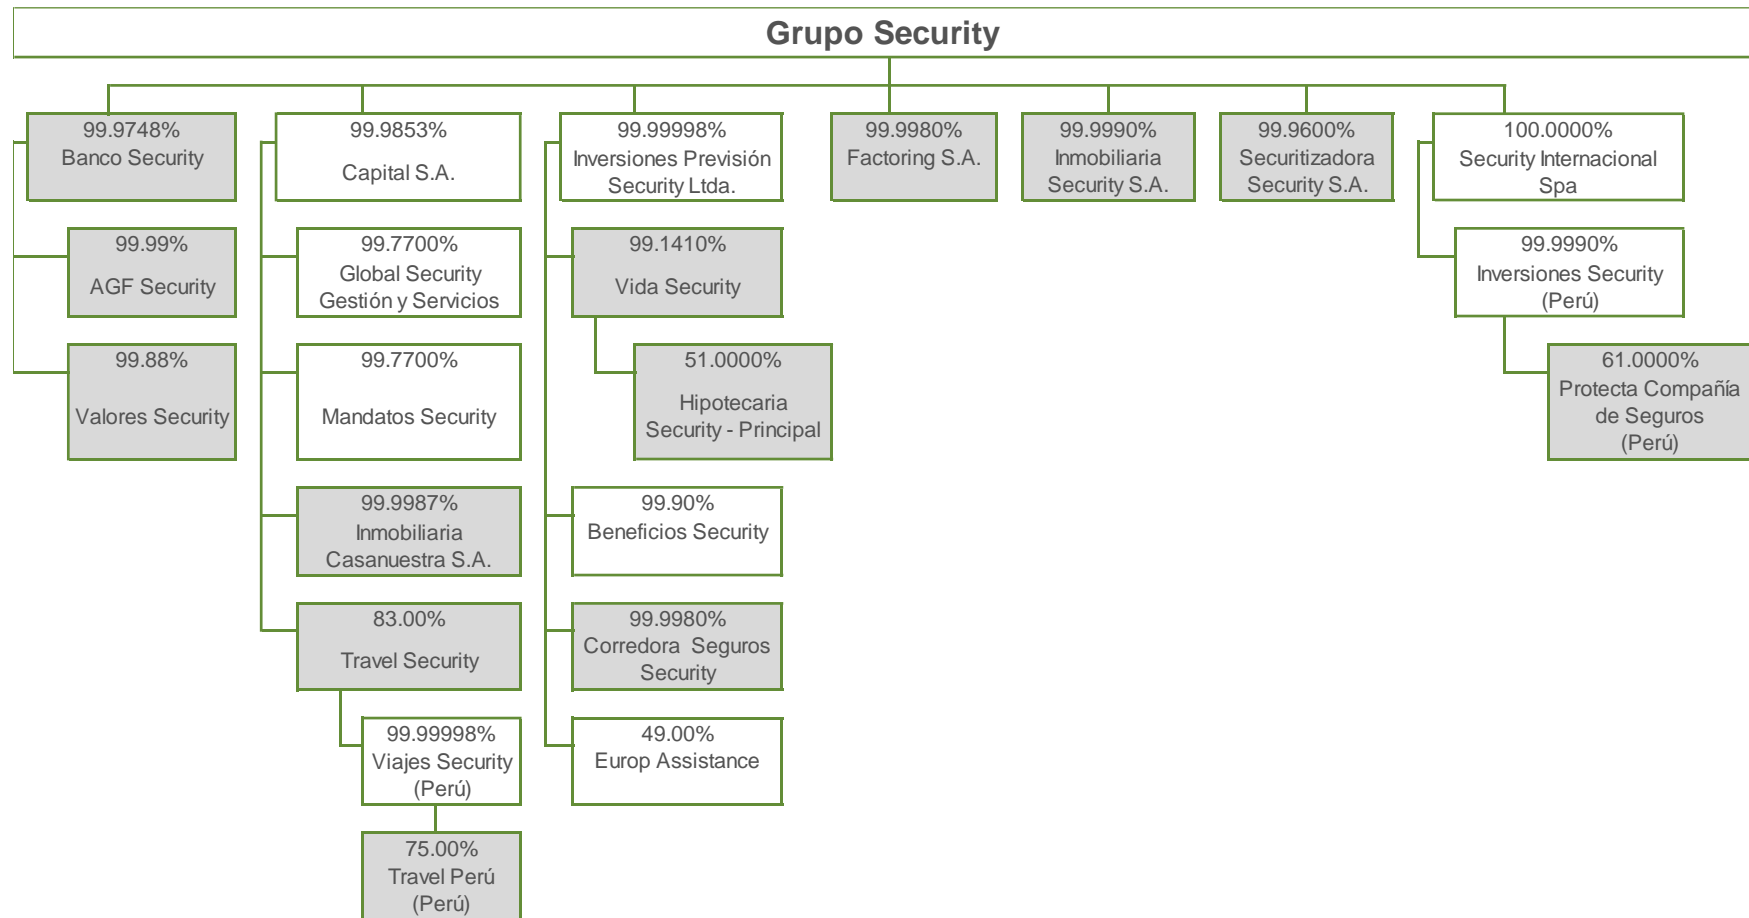 Grupo Security
99.9748%
Banco Security
99.9853%
Capital S.A.
99.99998%
Inversiones Previsión
Security Ltda.
99.9980%
Factoring S.A.
99.9990%
Inmobiliaria
Security S.A.
99.9600%
Securitizadora
Security S.A.
100.0000%
Security Internacional
Spa
99.99%
AGF Security
99.7700%
Global Security
Gestión y Servicios
99.1410%
Vida Security
99.9990%
Inversiones Security
(Perú)
99.88%
Valores Security
99.7700%
Mandatos Security
51.0000%
Hipotecaria
Security - Principal
61.0000%
Protecta Compañía
de Seguros
(Perú)
99.9987%
Inmobiliaria
Casanuestra S.A.
99.90%
Beneficios Security
83.00%
Travel Security
99.9980%
Corredora Seguros
Security
99.99998%
Viajes Security
(Perú)
49.00%
Europ Assistance
75.00%
Travel Perú
(Perú)